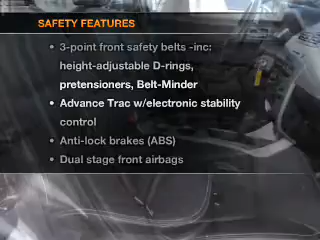 SAFETY FEATURES
• 3-point front safety belts -inc:
height-adjustable D-rings,
pretensioners, Belt-Minder
• Advance Trac w/electronic stability
control
• Anti-lock brakes (ABS)
• Dual stage front airbags